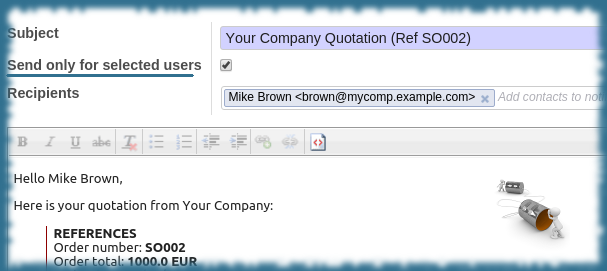 Subject Your Company Quotation (Ref SO002)
Send only for selected users
Recipients Mike Brown <brown@mycomp.example.com> × Add contacts to not
B I U abc T
Hello Mike Brown,
Here is your quotation from Your Company:
REFERENCES
Order number: SO002
Order total: 1000.0 EUR